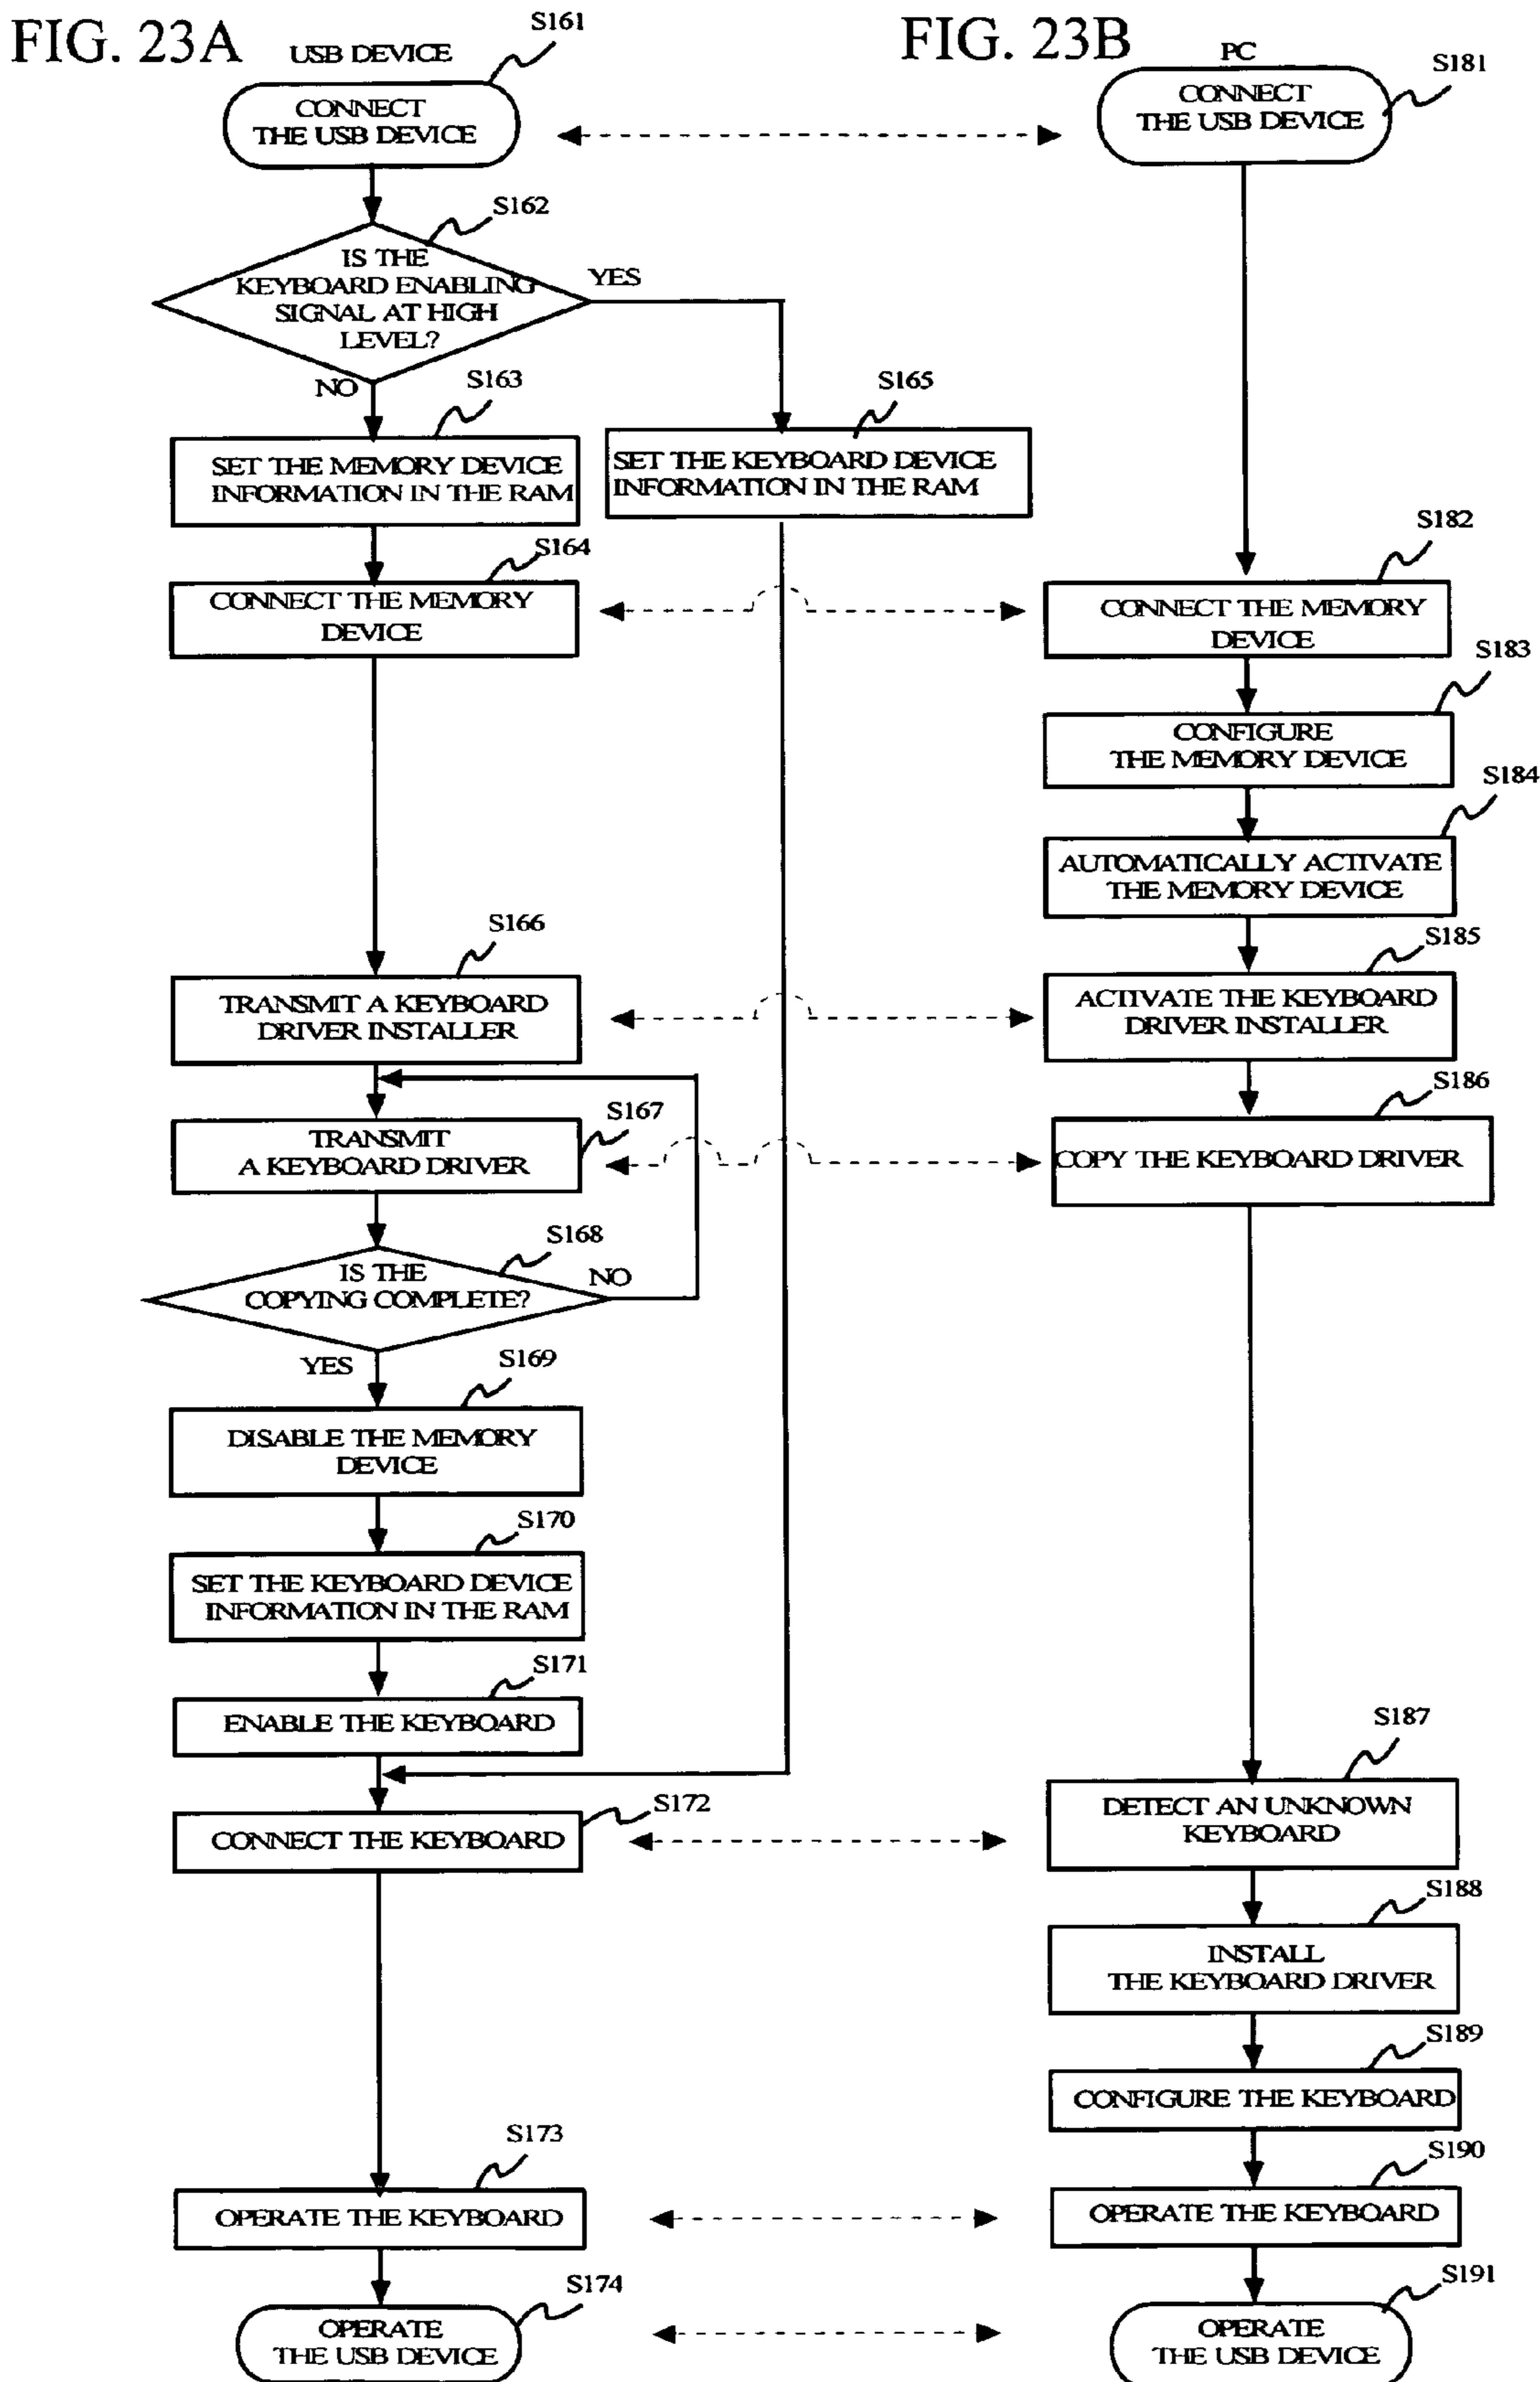 FIG. 23A
USB DEVICE
S161
CONNECT
THE USB DEVICE
S162
IS THE
KEYBOARD ENABLING
SIGNAL AT HIGH
LEVEL?
YES
NO
S163
SET THE MEMORY DEVICE
INFORMATION IN THE RAM
S165
SET THE KEYBOARD DEVICE
INFORMATION IN THE RAM
S164
CONNECT THE MEMORY
DEVICE
S166
TRANSMIT A KEYBOARD
DRIVER INSTALLER
S167
TRANSMIT
A KEYBOARD DRIVER
S168
IS THE
COPYING COMPLETE?
NO
YES
S169
DISABLE THE MEMORY
DEVICE
S170
SET THE KEYBOARD DEVICE
INFORMATION IN THE RAM
S171
ENABLE THE KEYBOARD
S172
CONNECT THE KEYBOARD
S173
OPERATE THE KEYBOARD
S174
OPERATE
THE USB DEVICE
FIG. 23B
PC
S181
CONNECT
THE USB DEVICE
S182
CONNECT THE MEMORY
DEVICE
S183
CONFIGURE
THE MEMORY DEVICE
S184
AUTOMATICALLY ACTIVATE
THE MEMORY DEVICE
S185
ACTIVATE THE KEYBOARD
DRIVER INSTALLER
S186
COPY THE KEYBOARD DRIVER
S187
DETECT AN UNKNOWN
KEYBOARD
S188
INSTALL
THE KEYBOARD DRIVER
S189
CONFIGURE THE KEYBOARD
S190
OPERATE THE KEYBOARD
S191
OPERATE
THE USB DEVICE